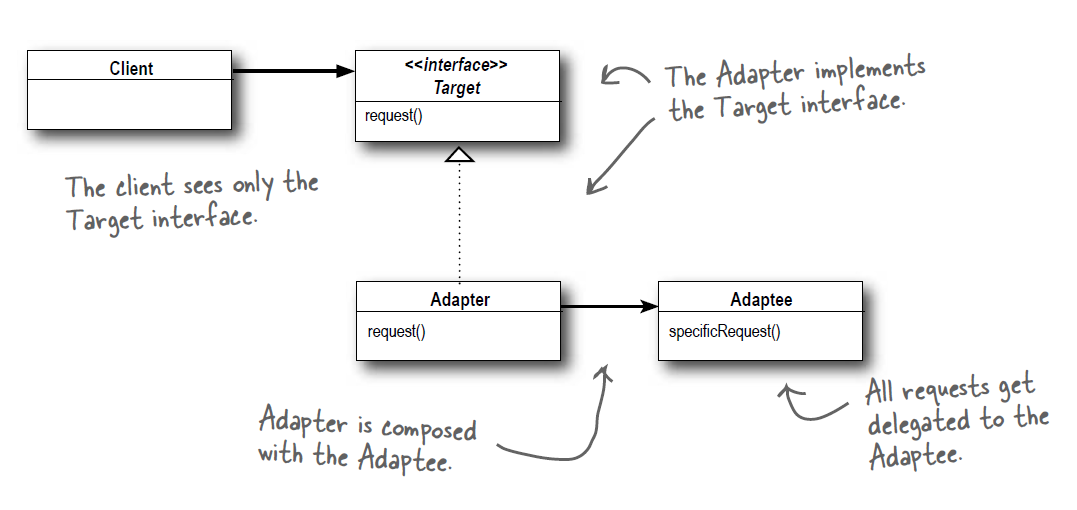 Client
<<interface>>
Target
request()
The Adapter implements
the Target interface.
The client sees only the
Target interface.
Adapter
request()
Adaptee
specificRequest()
Adapter is composed
with the Adaptee.
All requests get
delegated to the
Adaptee.